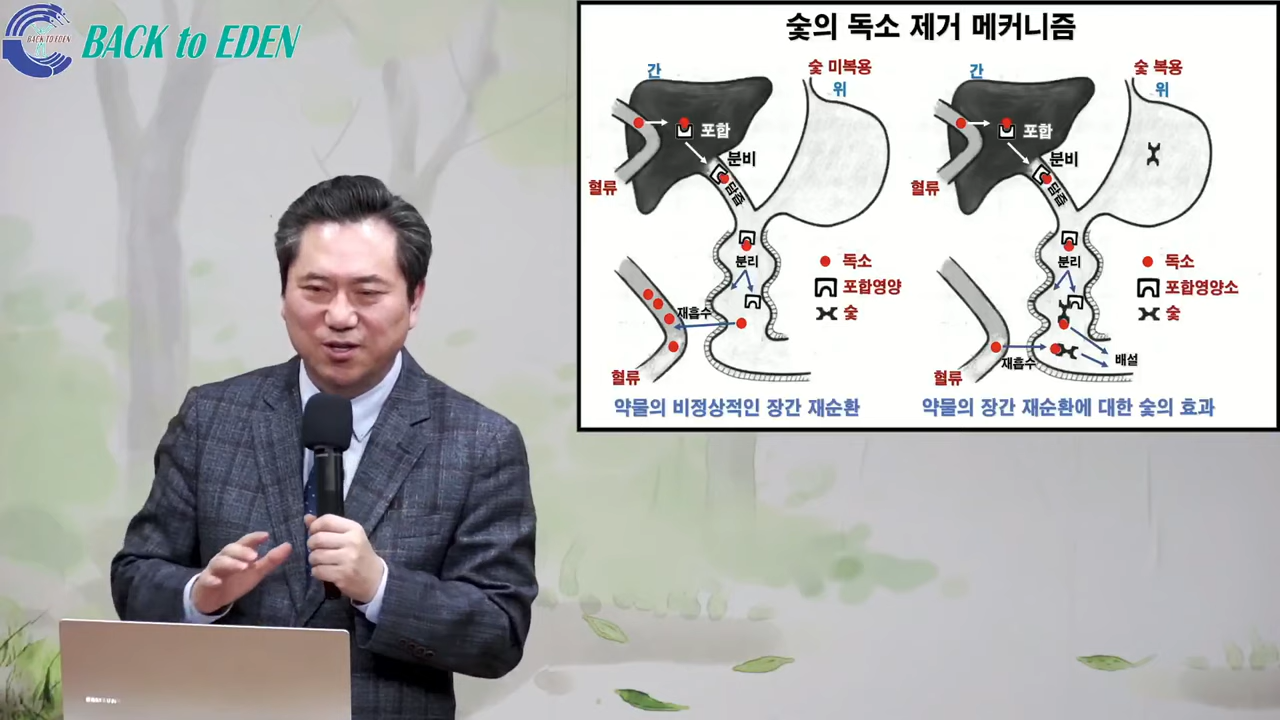 BACK TO EDEN
BACK to EDEN
숯의 독소 제거 메커니즘
간
숯 미복용
위
포합
분비
담즙
혈류
분리
독소
포합영양
숯
재흡수
혈류
약물의 비정상적인 장간 재순환
간
숯 복용
위
포합
분비
담즙
혈류
분리
독소
포합영양소
숯
재흡수
배설
혈류
약물의 장간 재순환에 대한 숯의 효과